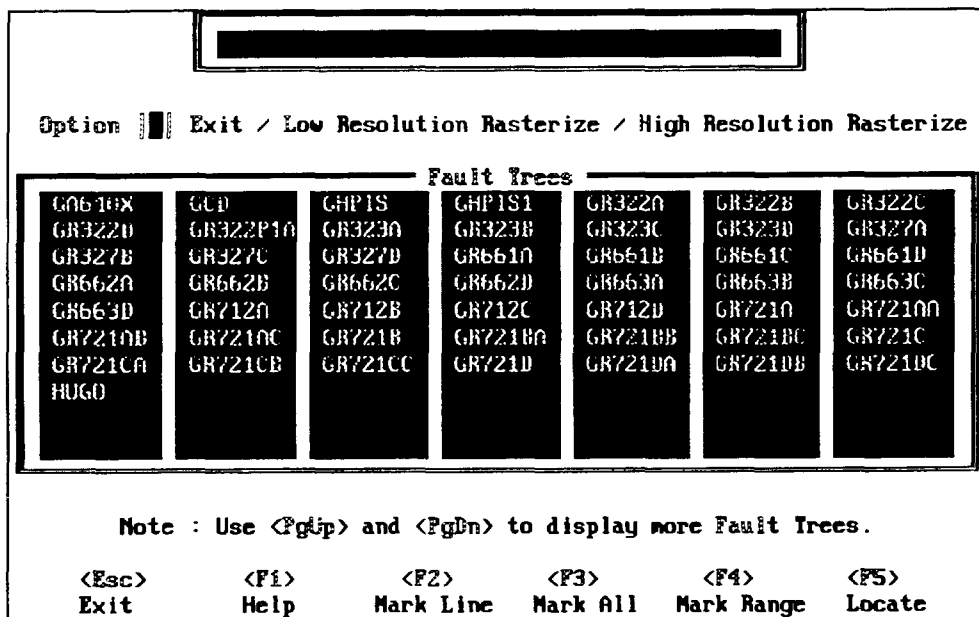 Option Exit / Low Resolution Rasterize / High Resolution Rasterize
Fault Trees
GA640X GCD GHPIS GHPIS1 GR322A GR322B GR322C
GR322D GR322P1A GR323A GR323B GR323C GR323D GR327A
GR327B GR327C GR327D GR661A GR661B GR661C GR661D
GR662A GR662B GR662C GR662D GR663A GR663B GR663C
GR663D GR712A GR712B GR712C GR712D GR721A GR721AA
GR721AB GR721AC GR721B GR721BA GR721BB GR721BC GR721C
GR721CA GR721CB GR721CC GR721D GR721DA GR721DB GR721DC
HUGO
Note : Use <PgUp> and <PgDn> to display more Fault Trees.
<Esc> <F1> <F2> <F3> <F4> <F5>
Exit Help Mark Line Mark All Mark Range Locate